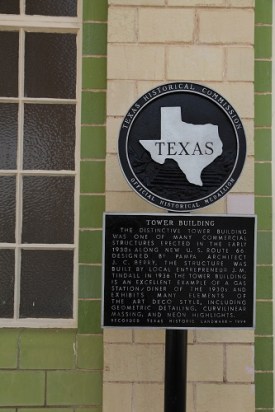 TEXAS HISTORICAL COMMISSION
TEXAS
OFFICIAL HISTORICAL MEDALLION
TOWER BUILDING
THE DISTINCTIVE TOWER BUILDING
WAS ONE OF MANY COMMERCIAL
STRUCTURES ERECTED IN THE EARLY
1930s ALONG NEW U. S. ROUTE 66.
DESIGNED BY PAMPA ARCHITECT
J. C. BERRY, THE STRUCTURE WAS
BUILT BY LOCAL ENTREPRENEUR J. M.
TINDALL IN 1936. THE TOWER BUILDING
IS AN EXCELLENT EXAMPLE OF A GAS
STATION/DINER OF THE 1930s AND
EXHIBITS MANY ELEMENTS OF
THE ART DECO STYLE, INCLUDING
GEOMETRIC DETAILING, CURVILINEAR
MASSING, AND NEON HIGHLIGHTS.
RECORDED TEXAS HISTORIC LANDMARK -